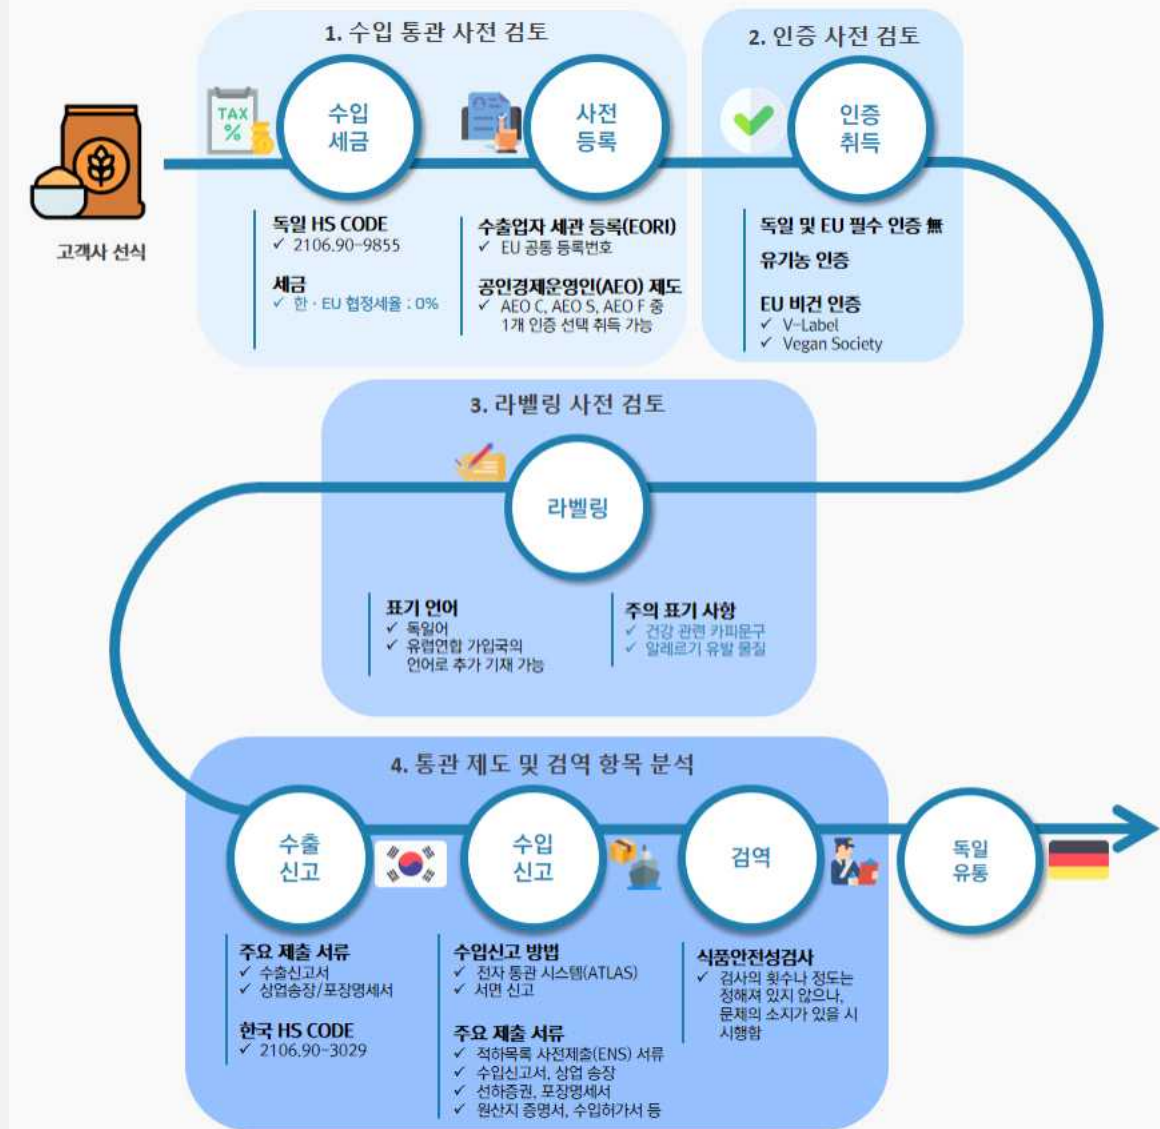 1. 수입 통관 사전 검토
2. 인증 사전 검토
TAX
%
수입
세금
사전
등록
인증
취득
고객사 선식
독일 HS CODE
✓ 2106.90-9855
세금
✓ 한·EU 협정세율 : 0%
수출업자 세관 등록(EORI)
✓ EU 공통 등록번호
공인경제운영인(AEO) 제도
✓ AEO C, AEO S, AEO F 중
1개 인증 선택 취득 가능
독일 및 EU 필수 인증 無
유기농 인증
EU 비건 인증
✓ V-Label
✓ Vegan Society
3. 라벨링 사전 검토
라벨링
표기 언어
✓ 독일어
✓ 유럽연합 가입국의
언어로 추가 기재 가능
주의 표기 사항
✓ 건강 관련 카피문구
✓ 알레르기 유발 물질
4. 통관 제도 및 검역 항목 분석
수출
신고
수입
신고
검역
독일
유통
주요 제출 서류
✓ 수출신고서
✓ 상업송장/포장명세서
한국 HS CODE
✓ 2106.90-3029
수입신고 방법
✓ 전자 통관 시스템(ATLAS)
✓ 서면 신고
주요 제출 서류
✓ 적하목록 사전제출(ENS) 서류
✓ 수입신고서, 상업 송장
✓ 선하증권, 포장명세서
✓ 원산지 증명서, 수입허가서 등
식품안전성검사
✓ 검사의 횟수나 정도는
정해져 있지 않으나,
문제의 소지가 있을 시
시행함